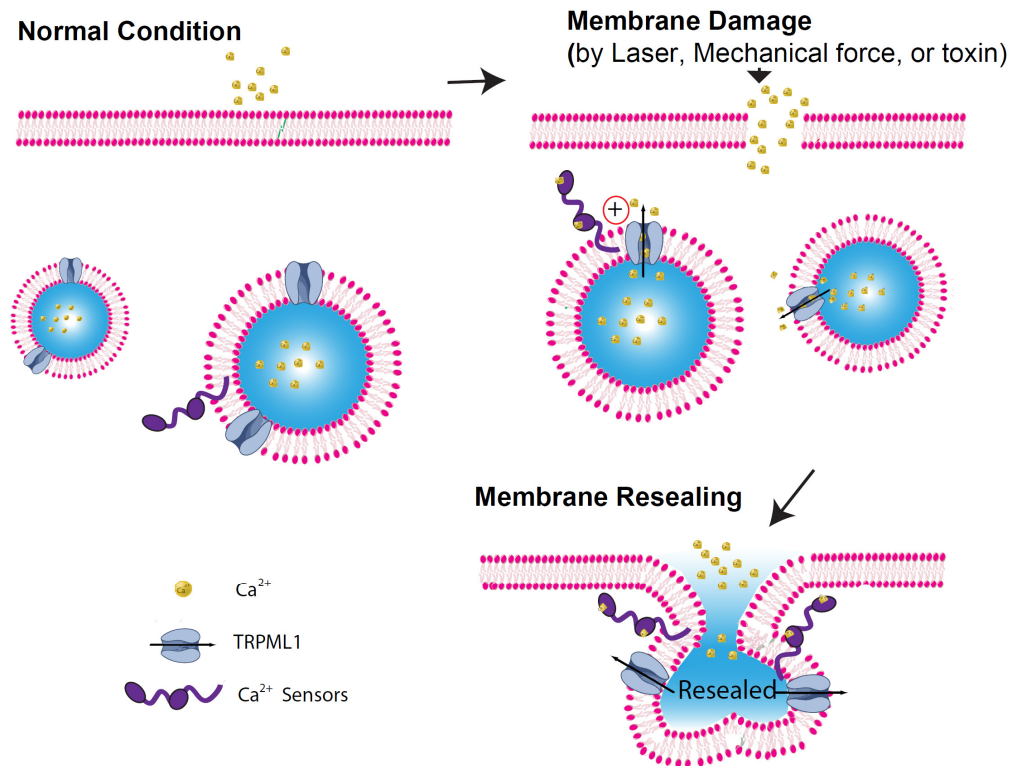 Normal Condition
Membrane Damage
(by Laser, Mechanical force, or toxin)
+
Membrane Resealing
Ca²⁺
TRPML1
Ca²⁺ Sensors
Resealed